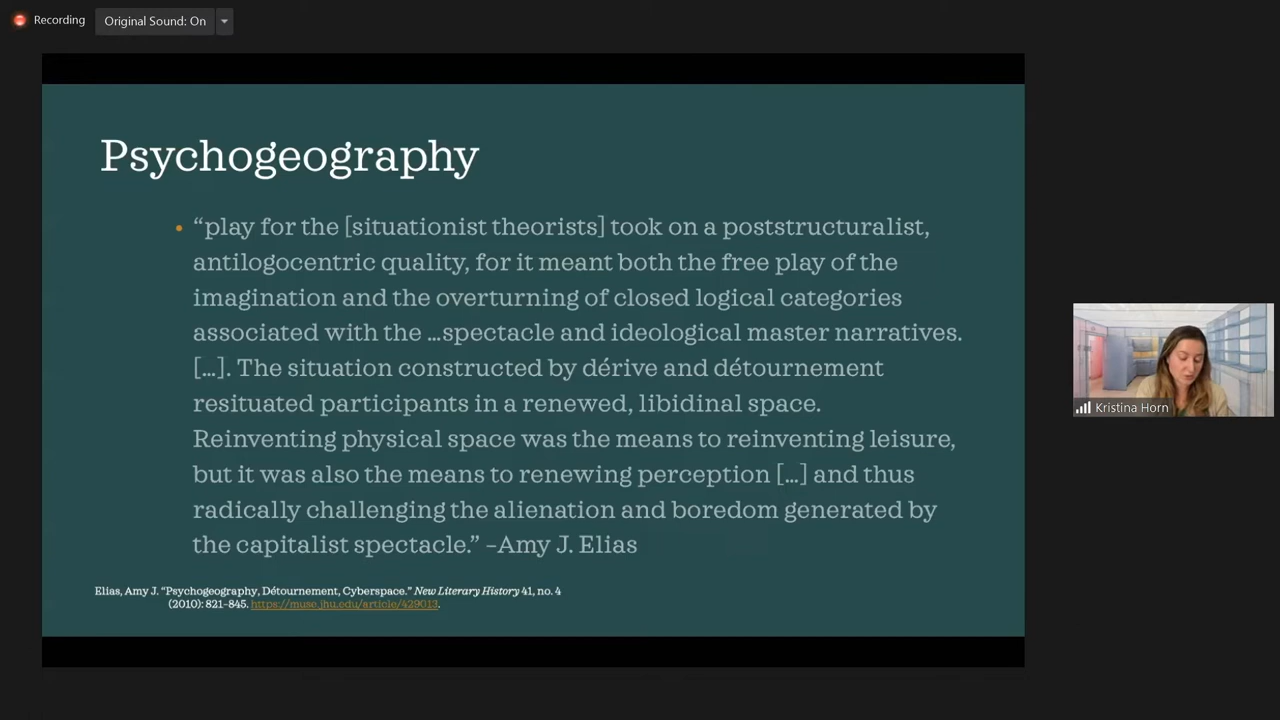 Recording
Original Sound: On
Psychogeography
• “play for the [situationist theorists] took on a poststructuralist,
antilogocentric quality, for it meant both the free play of the
imagination and the overturning of closed logical categories
associated with the …spectacle and ideological master narratives.
[…]. The situation constructed by dérive and détournement
resituated participants in a renewed, libidinal space.
Reinventing physical space was the means to reinventing leisure,
but it was also the means to renewing perception […] and thus
radically challenging the alienation and boredom generated by
the capitalist spectacle.” –Amy J. Elias
Elias, Amy J. “Psychogeography, Détournement, Cyberspace.” New Literary History 41, no. 4
(2010): 821-845. https://muse.jhu.edu/article/429013.
Kristina Horn